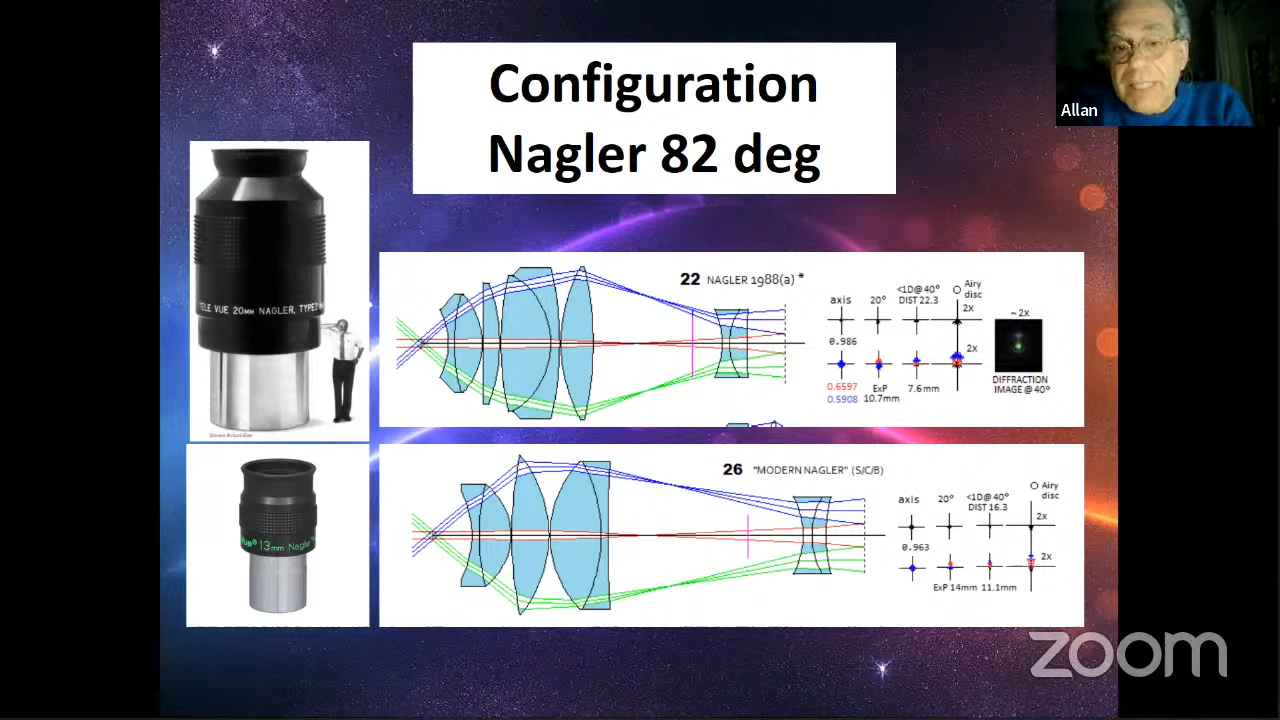 Configuration
Nagler 82 deg
Allan
TELE VUE 20MM NAGLER, TYPE2
22 NAGLER 1988(a) *
axis
20°
<1D@40°
DIST 22.3
Airy
disc
2X
~2X
0.986
2X
0.6597
0.5908
ExP
10.7mm
7.6mm
DIFFRACTION
IMAGE @ 40°
Vue® 13mm Nagler
26 "MODERN NAGLER" (S/C/B)
axis
20°
<1D@ 40°
DIST 16.3
Airy
disc
2X
0.963
2X
ExP 14mm 11.1mm
zoom